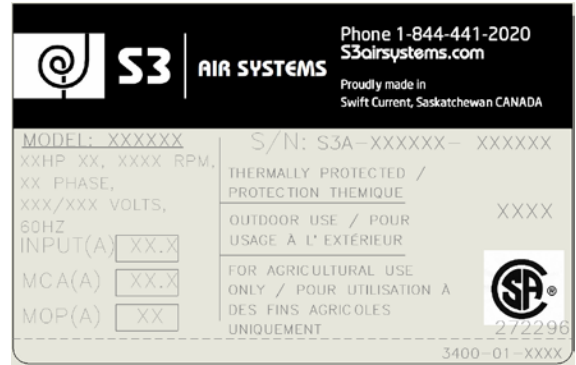 S3 AIR SYSTEMS
Phone 1-844-441-2020
S3airsystems.com
Proudly made in
Swift Current, Saskatchewan CANADA
MODEL: XXXXXX
XXHP XX, XXXX RPM,
XX PHASE,
XXX/XXX VOLTS,
60HZ
INPUT(A) XX.X
MCA(A) XX.X
MOP(A) XX
S/N: S3A-XXXXXX- XXXXXX
THERMALLY PROTECTED /
PROTECTION THEMIQUE
OUTDOOR USE / POUR
USAGE À L'EXTÉRIEUR
FOR AGRICULTURAL USE
ONLY / POUR UTILISATION À
DES FINS AGRICOLES
UNIQUEMENT
XXXX
SA ®
272296
3400-01-XXXX